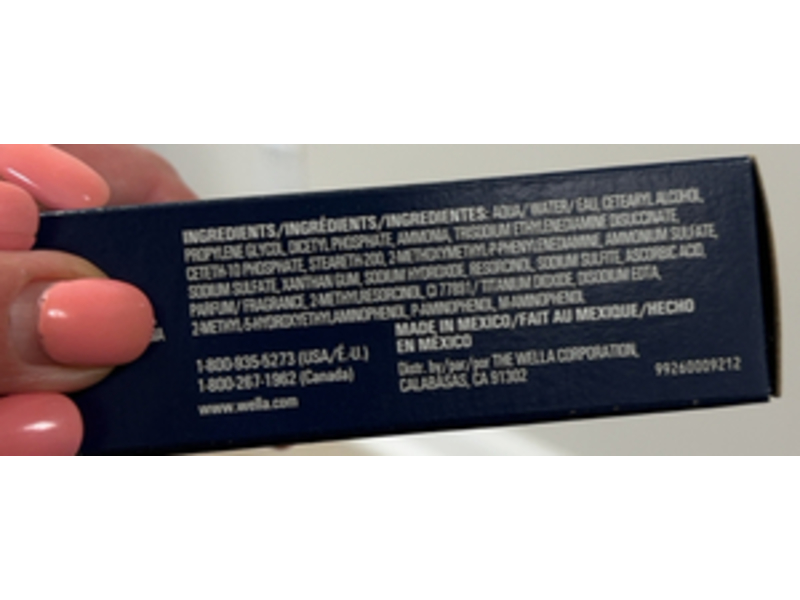 INGREDIENTS/INGRÉDIENTS/INGREDIENTES: AQUA/ WATER/ EAU, CETEARYL ALCOHOL,
PROPYLENE GLYCOL, DICETYL PHOSPHATE, AMMONIA, TRISODIUM ETHYLENEDIAMINE DISUCCINATE,
CETETH-10 PHOSPHATE, STEARETH-200, 2-METHOXYMETHYL-P-PHENYLENEDIAMINE, AMMONIUM SULFATE,
SODIUM SULFATE, XANTHAN GUM, SODIUM HYDROXIDE, RESORCINOL, SODIUM SULFITE, ASCORBIC ACID,
PARFUM/ FRAGRANCE, 2-METHYLRESORCINOL, CI 77891/ TITANIUM DIOXIDE, DISODIUM EDTA,
2-METHYL-5-HYDROXYETHYLAMINOPHENOL, P-AMINOPHENOL, M-AMINOPHENOL
MADE IN MEXICO/FAIT AU MEXIQUE/HECHO
EN MÉXICO
1-800-935-5273 (USA/É.-U.)
1-800-267-1962 (Canada)
www.wella.com
Distr. by/par/por THE WELLA CORPORATION,
CALABASAS, CA 91302
99260009212